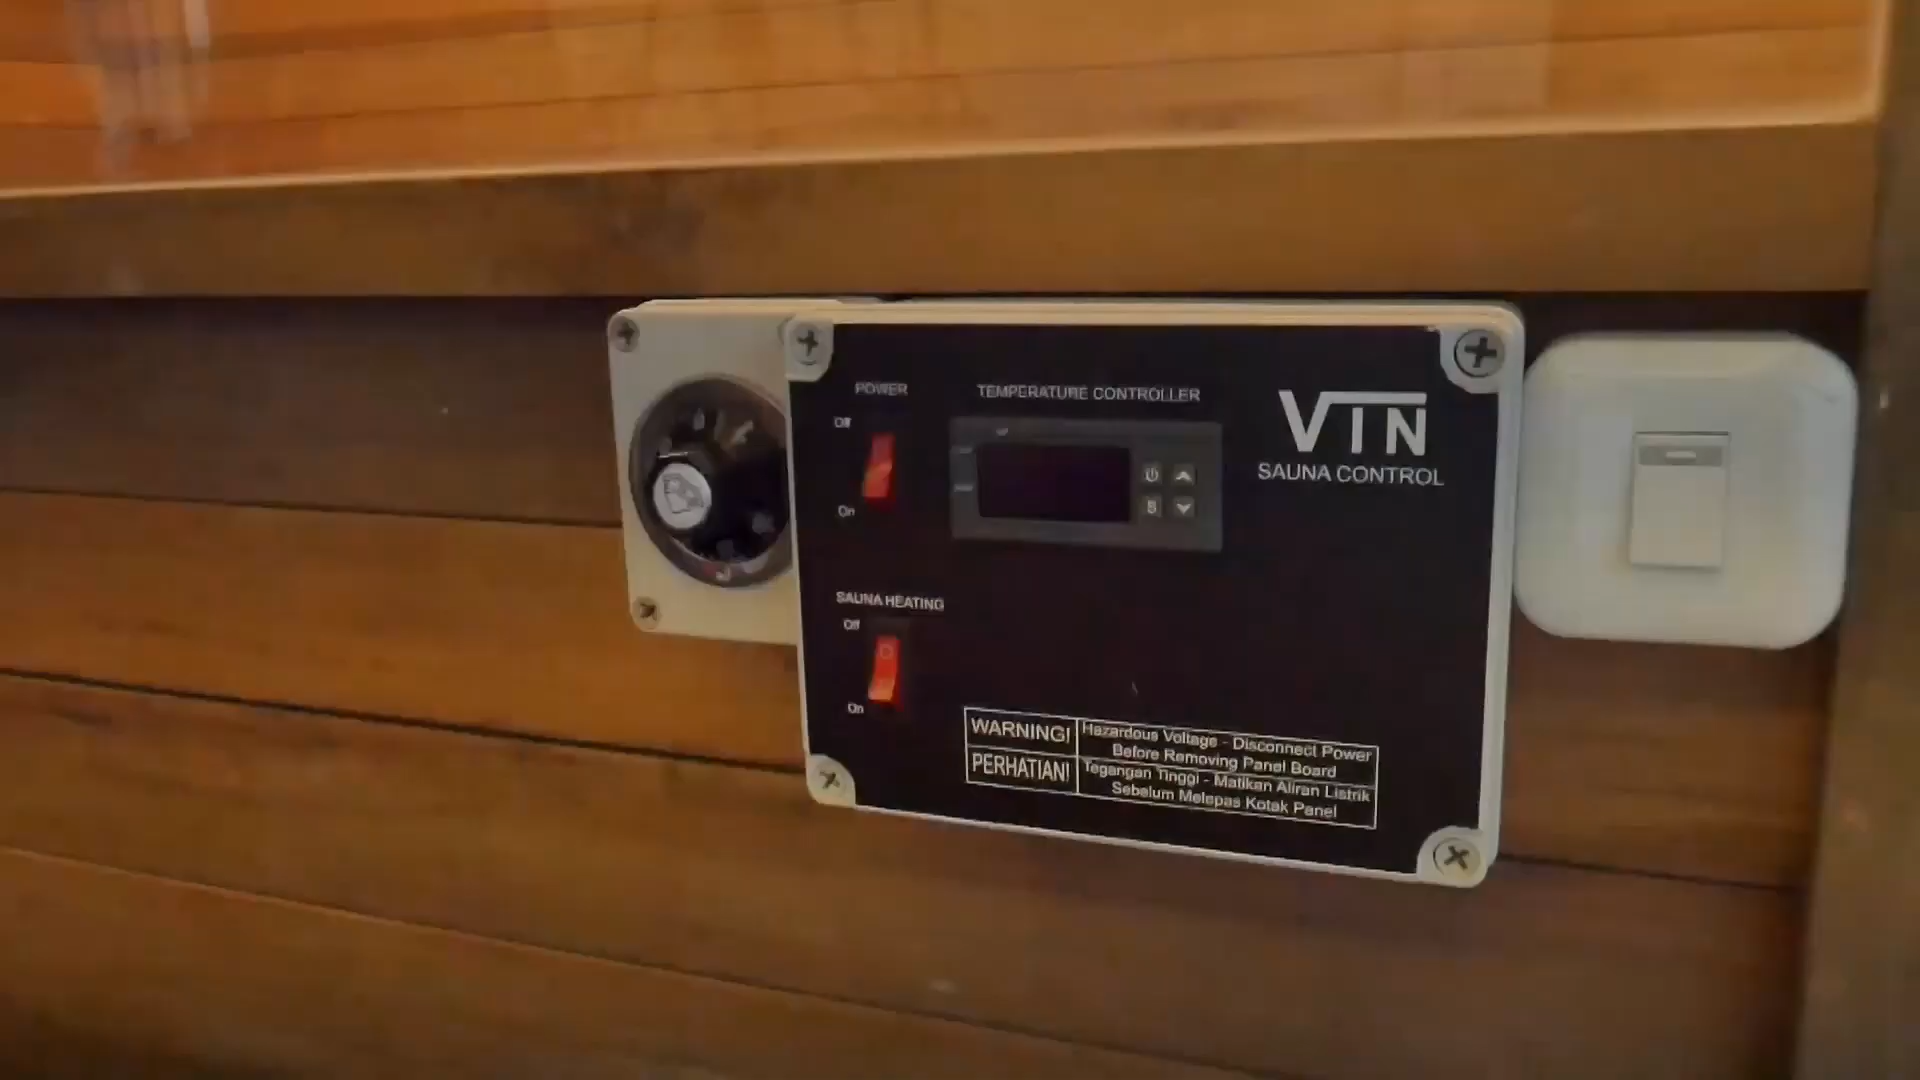 POWER
Off
On
TEMPERATURE CONTROLLER
S
VIN
SAUNA CONTROL
SAUNA HEATING
Off
On
WARNING!
Hazardous Voltage - Disconnect Power
Before Removing Panel Board
PERHATIAN!
Tegangan Tinggi - Matikan Aliran Listrik
Sebelum Melepas Kotak Panel